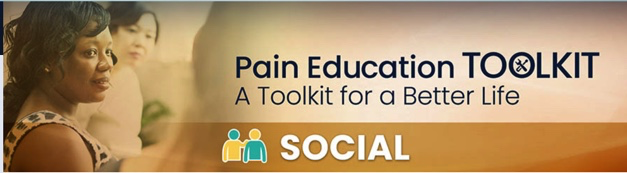 Pain Education TOOLKIT
A Toolkit for a Better Life
SOCIAL